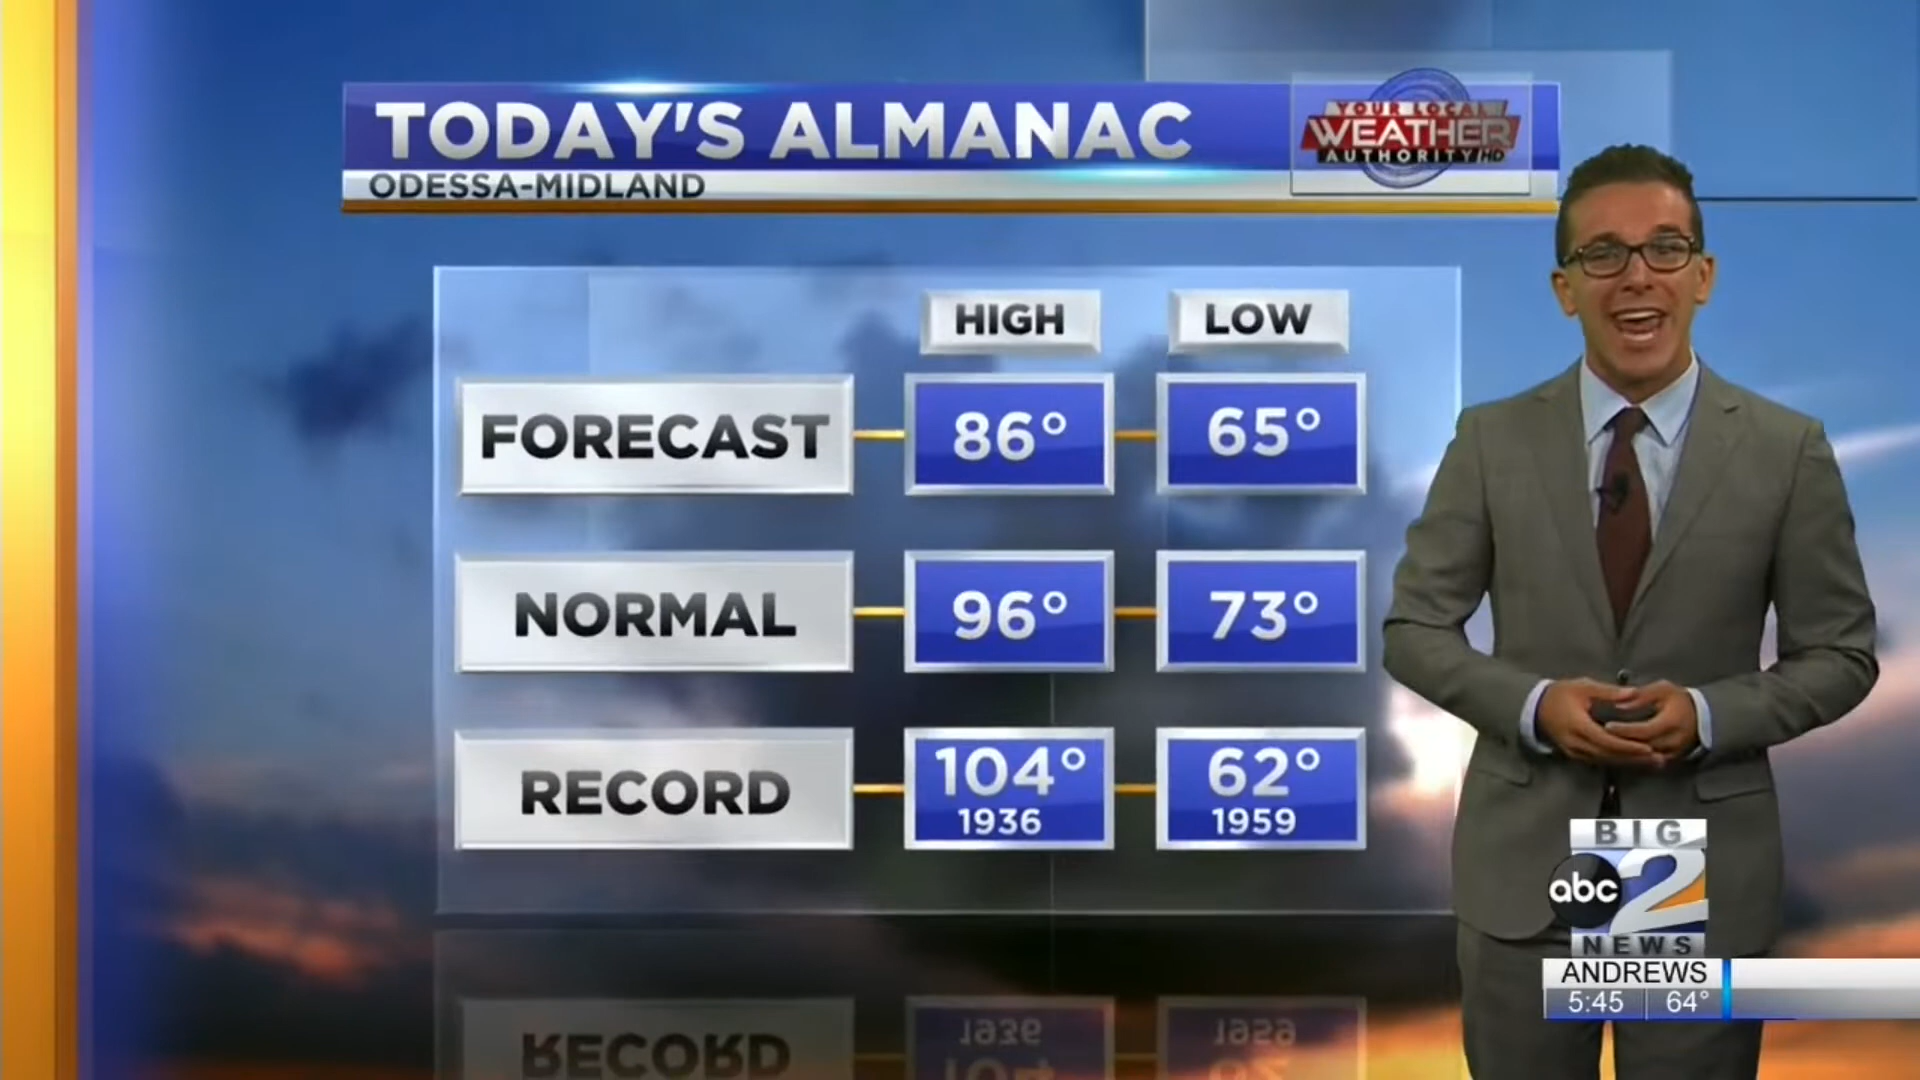 TODAY'S ALMANAC
YOUR LOCAL
WEATHER
AUTHORITY HD
ODESSA-MIDLAND
HIGH LOW
FORECAST 86° 65°
NORMAL 96° 73°
RECORD 104° 62°
1936 1959
BIG
abc 2
NEWS
ANDREWS
5:45 64°